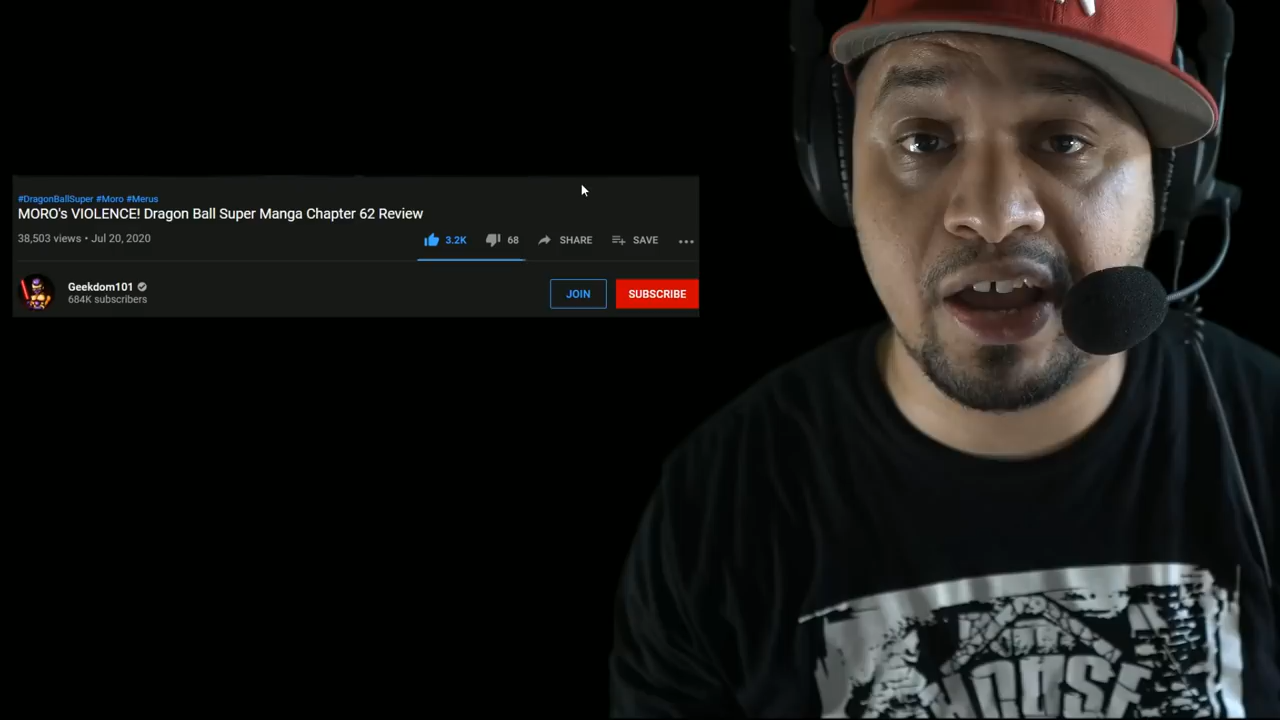 #DragonBallSuper #Moro #Merus
MORO's VIOLENCE! Dragon Ball Super Manga Chapter 62 Review
38,503 views • Jul 20, 2020
3.2K 68 SHARE SAVE
Geekdom101
684K subscribers
JOIN SUBSCRIBE
HOUSE